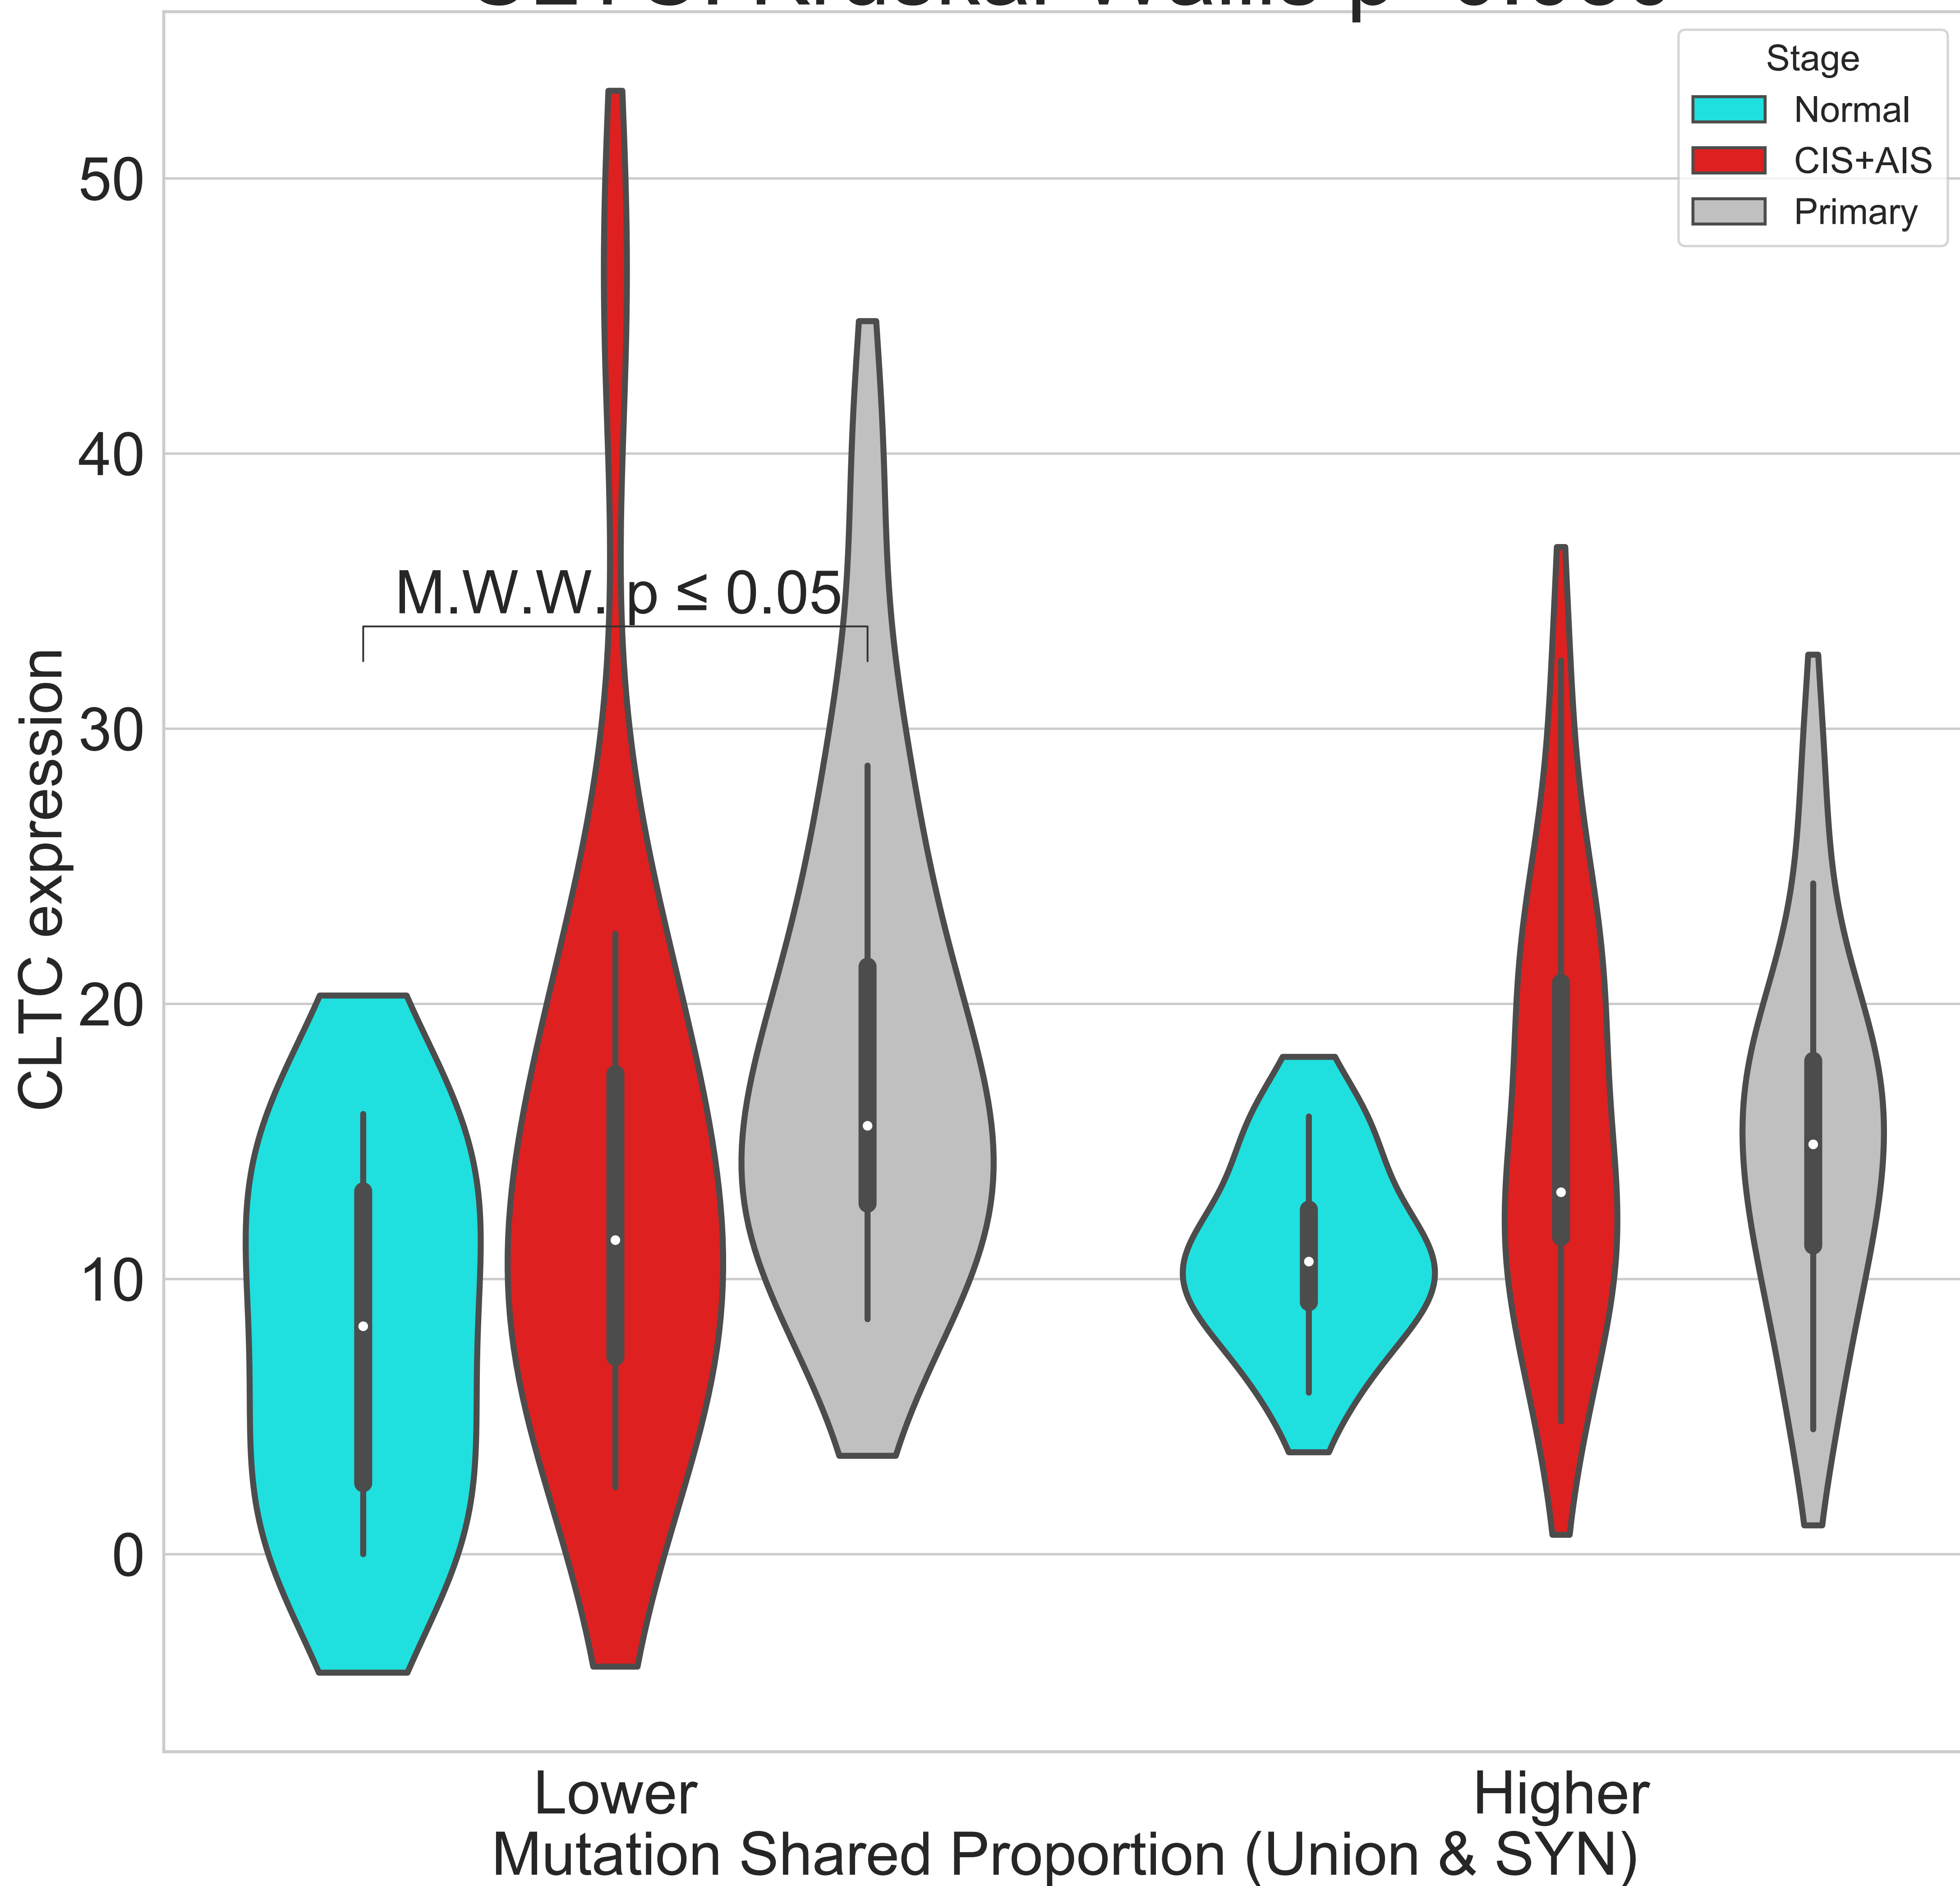 Stage
Normal
CIS+AIS
Primary
50
40
30
20
10
0
M.W.W. p ≤ 0.05
CLTC expression
Lower
Higher
Mutation Shared Proportion (Union & SYN)